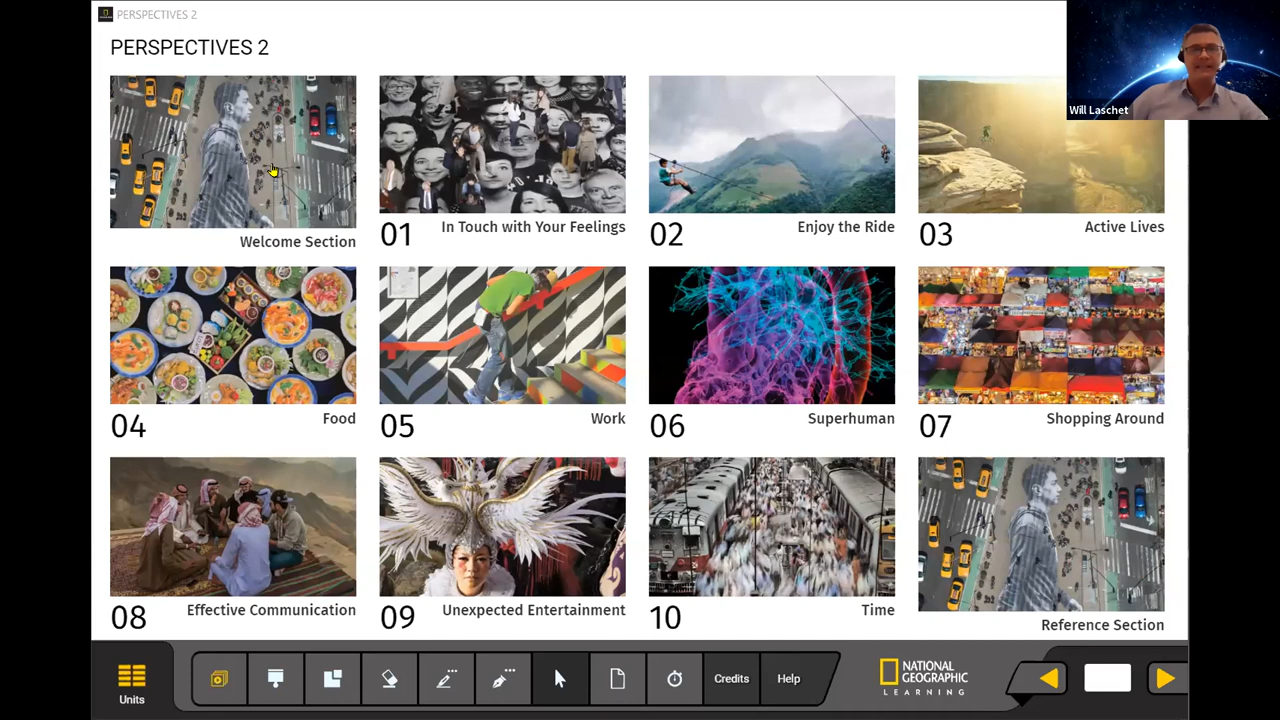 PERSPECTIVES 2
PERSPECTIVES 2
Will Laschet
Welcome Section
01 In Touch with Your Feelings
02 Enjoy the Ride
03 Active Lives
04 Food
05 Work
06 Superhuman
07 Shopping Around
08 Effective Communication
09 Unexpected Entertainment
10 Time
Reference Section
Units
Credits
Help
NATIONAL
GEOGRAPHIC
LEARNING